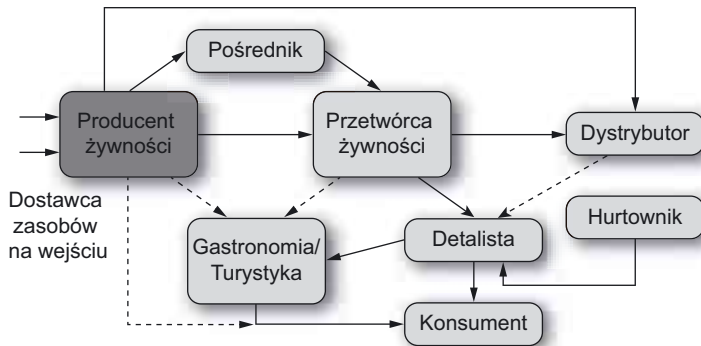 Pośrednik
Producent
żywności
Przetwórca
żywności
Dystrybutor
Dostawca
zasobów
na wejściu
Gastronomia/
Turystyka
Detalista
Hurtownik
Konsument